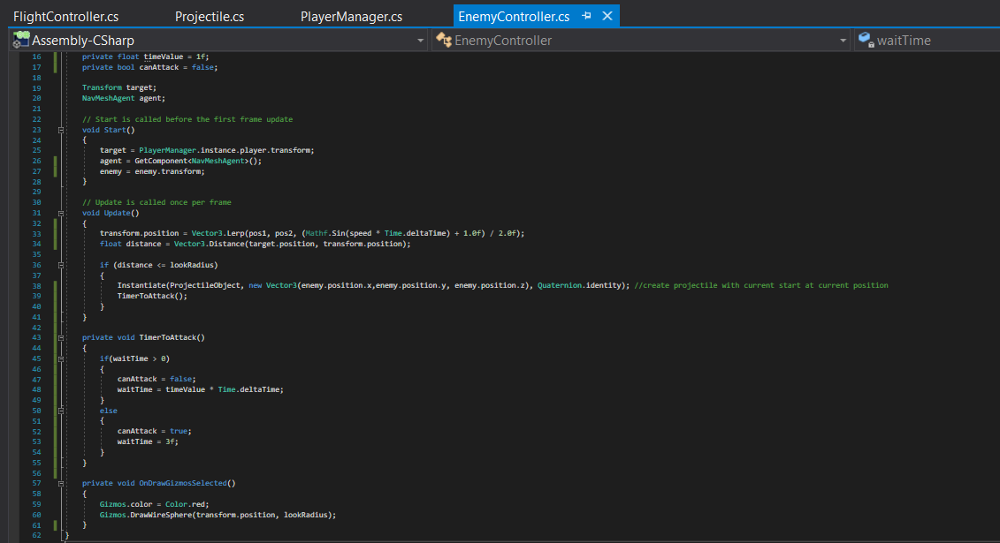 FlightController.cs Projectile.cs PlayerManager.cs EnemyController.cs
Assembly-CSharp EnemyController waitTime
16 private float timeValue = 1f;
17 private bool canAttack = false;
18
19 Transform target;
20 NavMeshAgent agent;
21
22 // Start is called before the first frame update
23 void Start()
24 {
25 target = PlayerManager.instance.player.transform;
26 agent = GetComponent<NavMeshAgent>();
27 enemy = enemy.transform;
28 }
29
30 // Update is called once per frame
31 void Update()
32 {
33 transform.position = Vector3.Lerp(pos1, pos2, (Mathf.Sin(speed * Time.deltaTime) + 1.0f) / 2.0f);
34 float distance = Vector3.Distance(target.position, transform.position);
35
36 if (distance <= lookRadius)
37 {
38 Instantiate(ProjectileObject, new Vector3(enemy.position.x,enemy.position.y, enemy.position.z), Quaternion.identity); //create projectile with current start at current position
39 TimerToAttack();
40 }
41 }
42
43 private void TimerToAttack()
44 {
45 if(waitTime > 0)
46 {
47 canAttack = false;
48 waitTime = timeValue * Time.deltaTime;
49 }
50 else
51 {
52 canAttack = true;
53 waitTime = 3f;
54 }
55 }
56
57 private void OnDrawGizmosSelected()
58 {
59 Gizmos.color = Color.red;
60 Gizmos.DrawWireSphere(transform.position, lookRadius);
61 }
62 }